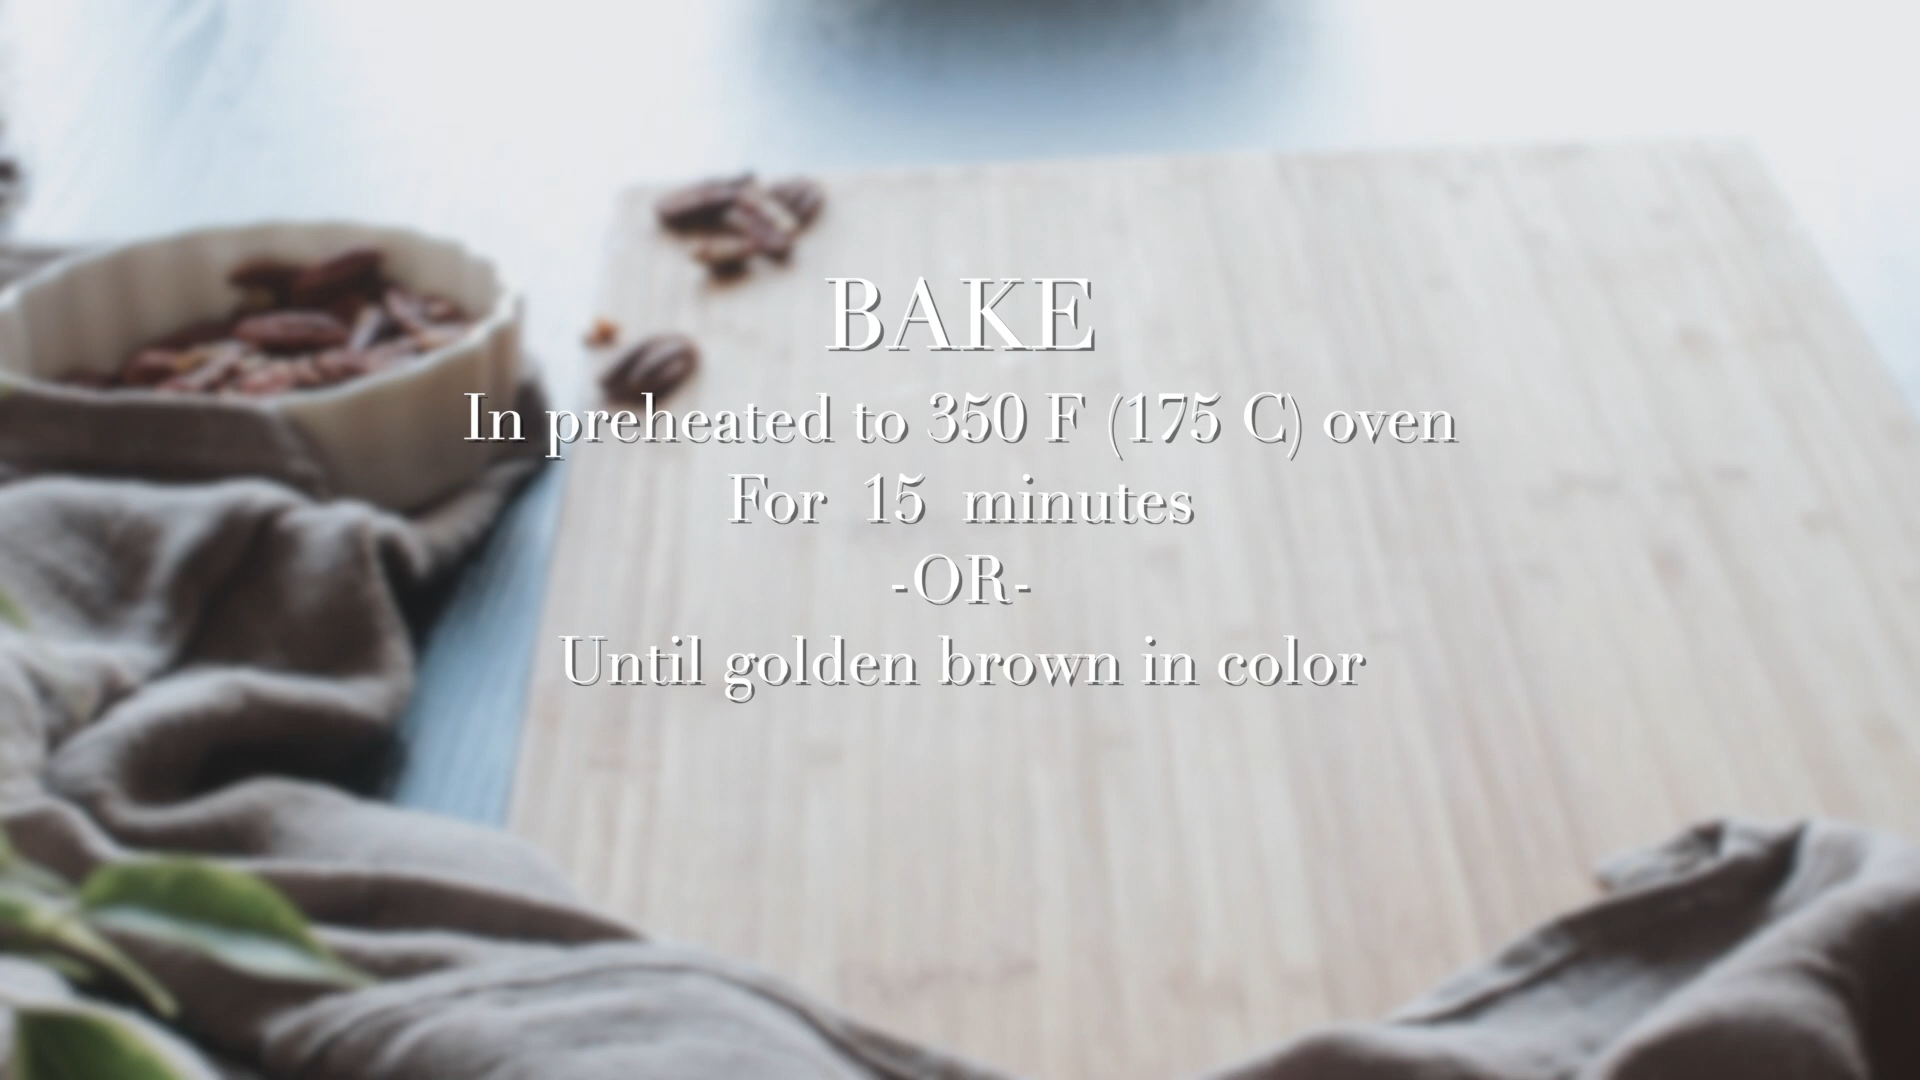 BAKE
In preheated to 350 F (175 C) oven
For 15 minutes
-OR-
Until golden brown in color